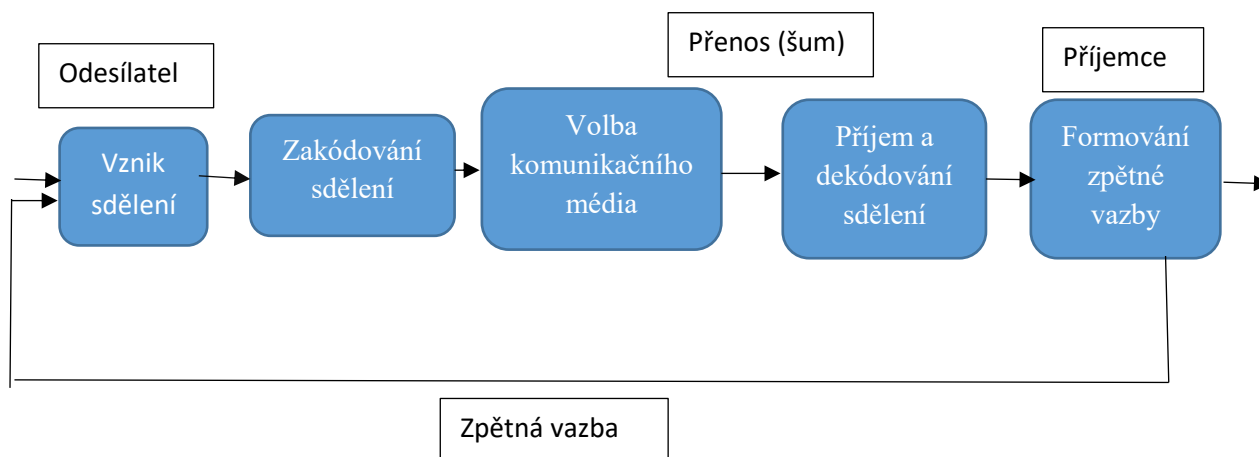 Odesílatel
Přenos (šum)
Příjemce
Vznik
sdělení
Zakódování
sdělení
Volba
komunikačního
média
Příjem a
dekódování
sdělení
Formování
zpětné
vazby
Zpětná vazba